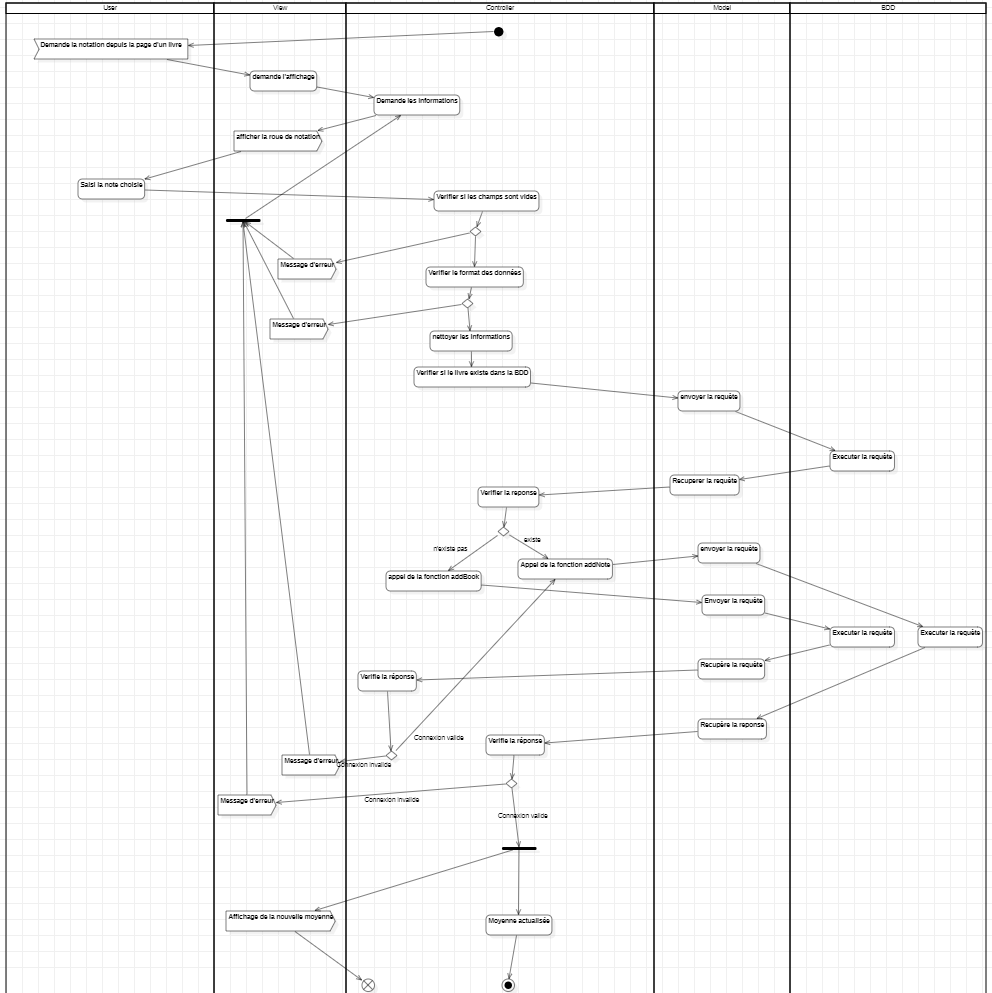 User
View
Controller
Model
BDD
Demande la notation depuis la page d'un livre
demande l'affichage
Demande les informations
afficher la roue de notation
Saisi la note choisie
Verifier si les champs sont vides
Message d'erreur
Verifier le format des données
Message d'erreur
nettoyer les informations
Verifier si le livre existe dans la BDD
envoyer la requête
Executer la requête
Recuperer la requête
Verifier la reponse
existe
n'existe pas
envoyer la requête
Appel de la fonction addNote
appel de la fonction addBook
Envoyer la requête
Executer la requête
Executer la requête
Recupère la requête
Verifie la réponse
Recupère la reponse
Connexion valide
Verifie la réponse
Message d'erreur
Connexion invalide
Message d'erreur
Connexion invalide
Connexion valide
Affichage de la nouvelle moyenne
Moyenne actualisée